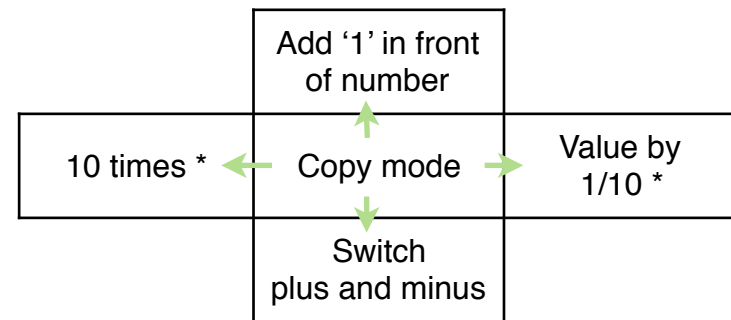 Add ‘1’ in front
of number
10 times *
Copy mode
Value by
1/10 *
Switch
plus and minus